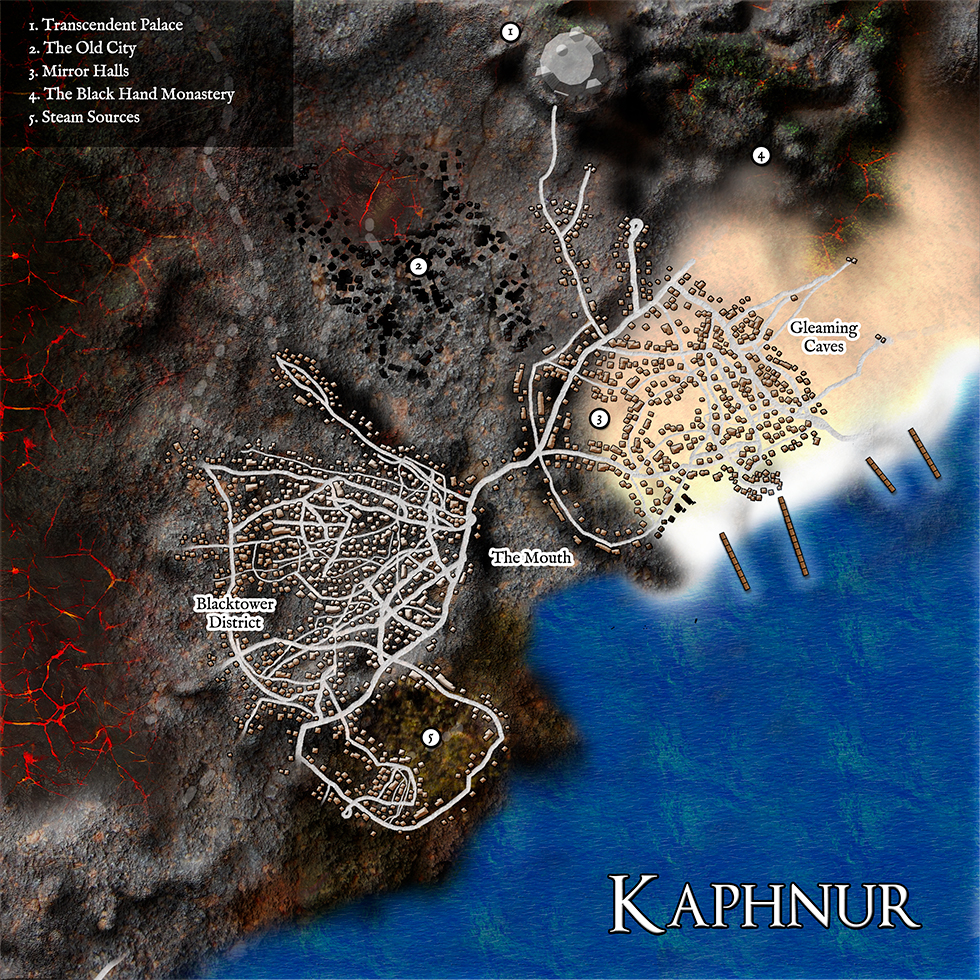 1. Transcendent Palace
2. The Old City
3. Mirror Halls
4. The Black Hand Monastery
5. Steam Sources
1
4
2
Gleaming
Caves
3
The Mouth
Blacktower
District
5
KAPHNUR